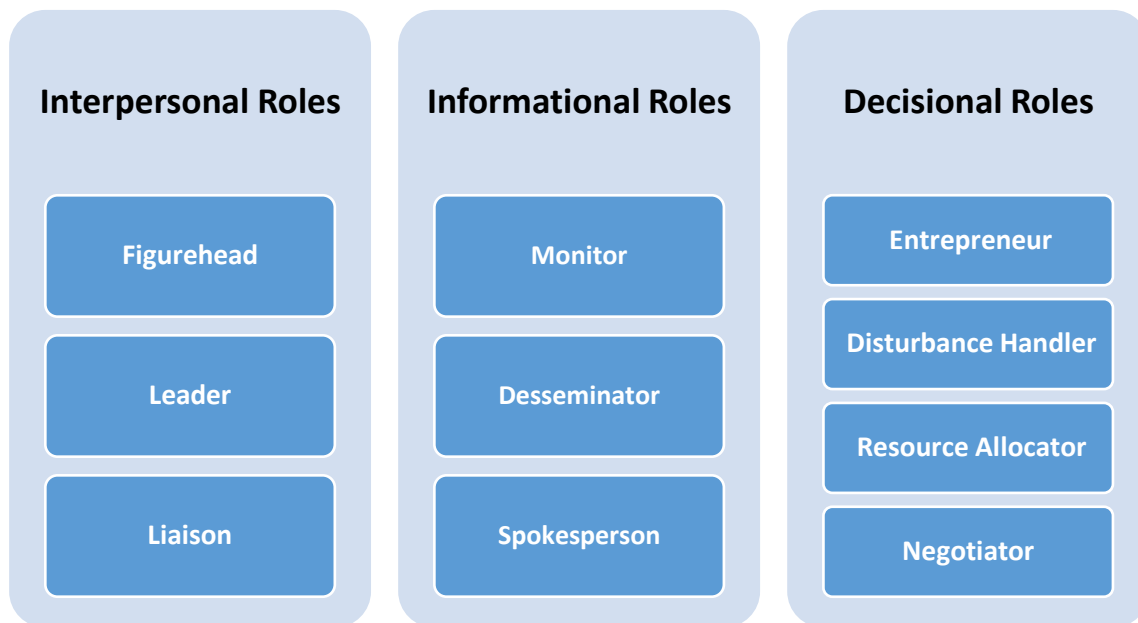 Interpersonal Roles
Figurehead
Leader
Liaison
Informational Roles
Monitor
Desseminator
Spokesperson
Decisional Roles
Entrepreneur
Disturbance Handler
Resource Allocator
Negotiator